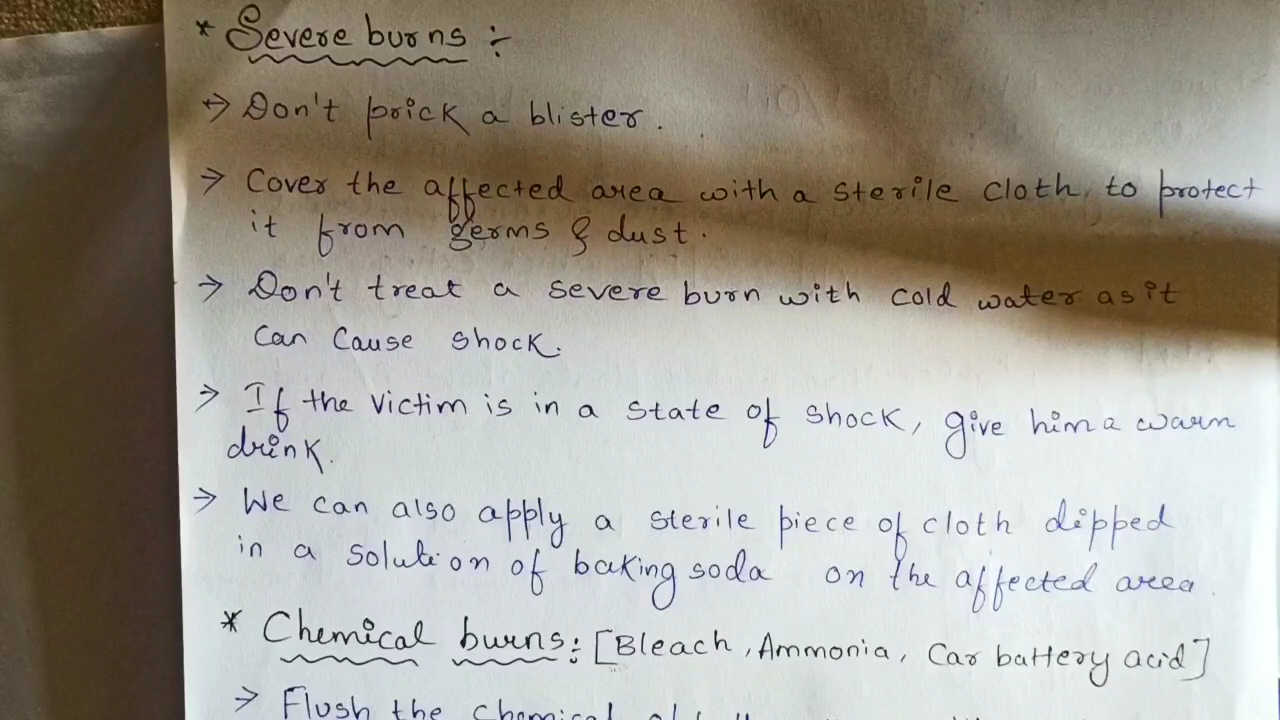 * Severe burns :-
→ Don't prick a blister.
→ Cover the affected area with a sterile cloth, to protect
it from germs & dust.
→ Don't treat a severe burn with cold water as it
can cause shock.
→ If the victim is in a state of shock, give him a warm
drink.
→ We can also apply a sterile piece of cloth dipped
in a solution of baking soda on the affected area.
* Chemical burns: [Bleach, Ammonia, Car battery acid]
→ Flush the chemical